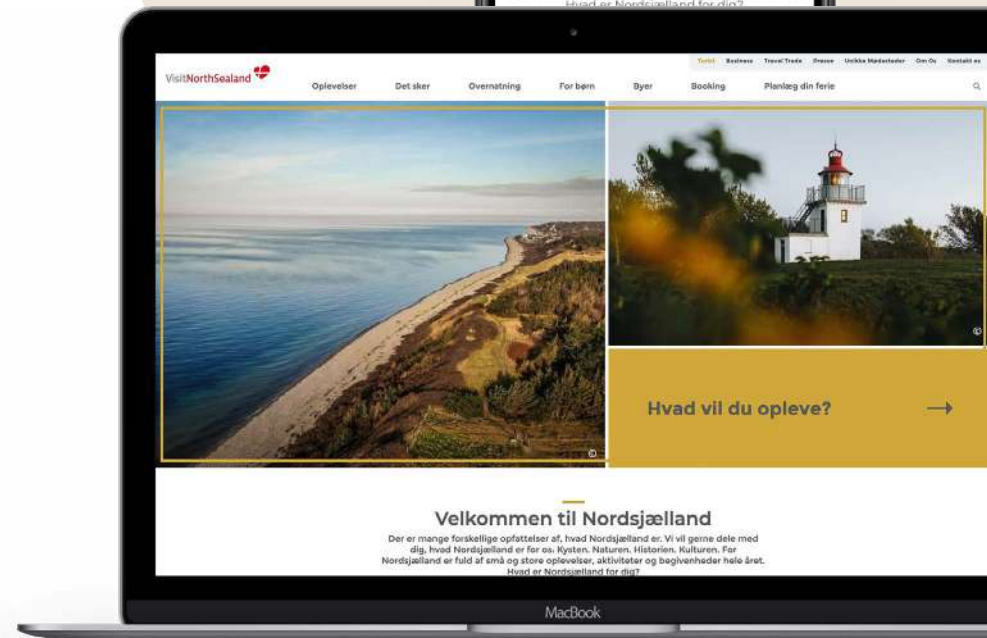 Hvad er Nordsjælland for dig?
VisitNorthSealand
Turist Business Travel Trade Presse Unikke Mødesteder Om Os Kontakt os
Oplevelser Det sker Overnatning For børn Byer Booking Planlæg din ferie
©
©
Hvad vil du opleve? →
Velkommen til Nordsjælland
Der er mange forskellige opfattelser af, hvad Nordsjælland er. Vi vil gerne dele med
dig, hvad Nordsjælland er for os. Kysten. Naturen. Historien. Kulturen. For
Nordsjælland er fuld af små og store oplevelser, aktiviteter og begivenheder hele året.
Hvad er Nordsjælland for dig?
MacBook